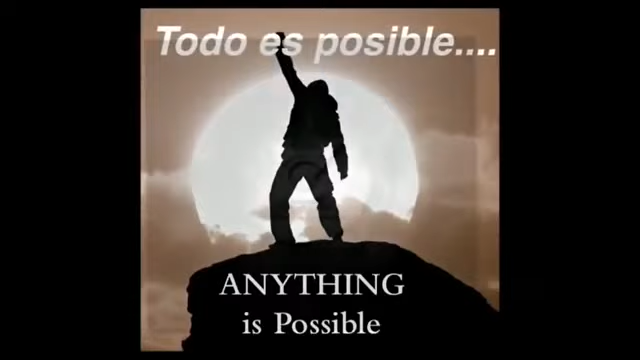 Todo es posible....
ANYTHING
is Possible